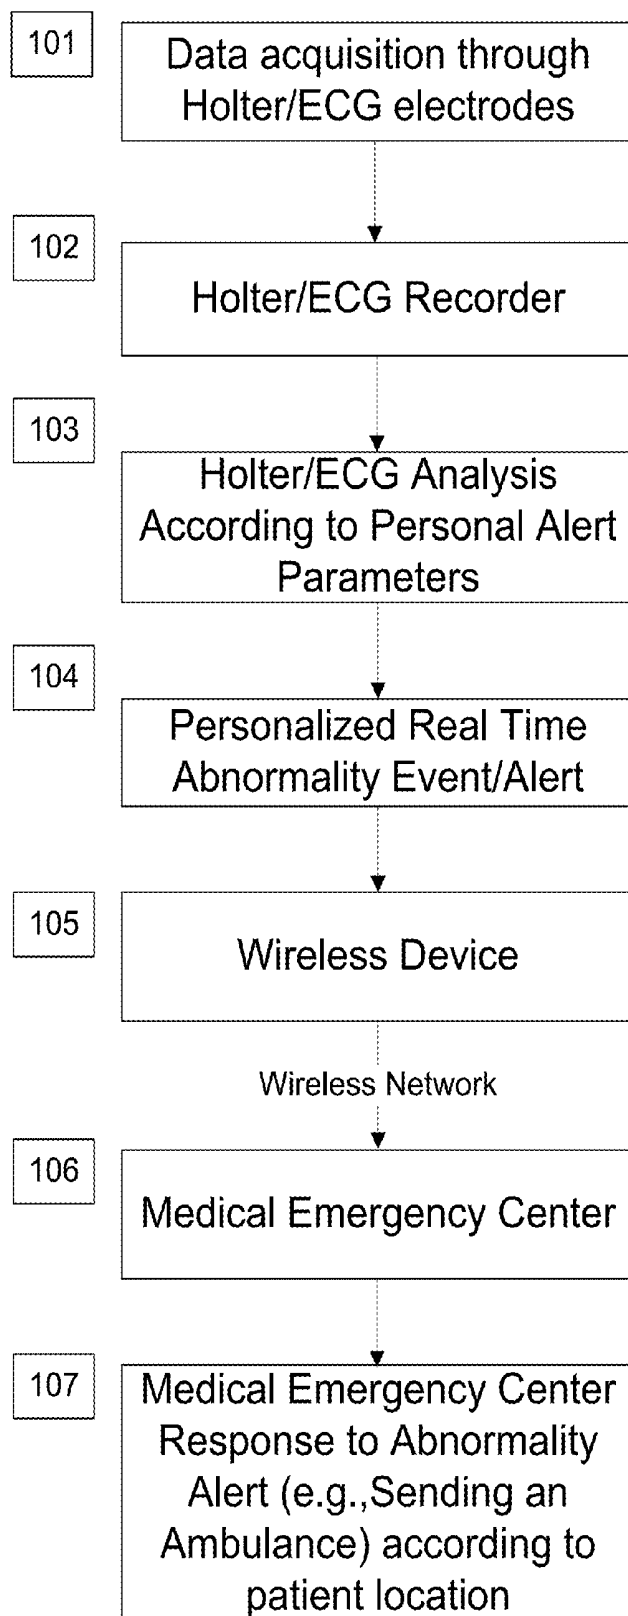 101
Data acquisition through
Holter/ECG electrodes
102
Holter/ECG Recorder
103
Holter/ECG Analysis
According to Personal Alert
Parameters
104
Personalized Real Time
Abnormality Event/Alert
105
Wireless Device
Wireless Network
106
Medical Emergency Center
107
Medical Emergency Center
Response to Abnormality
Alert (e.g.,Sending an
Ambulance) according to
patient location